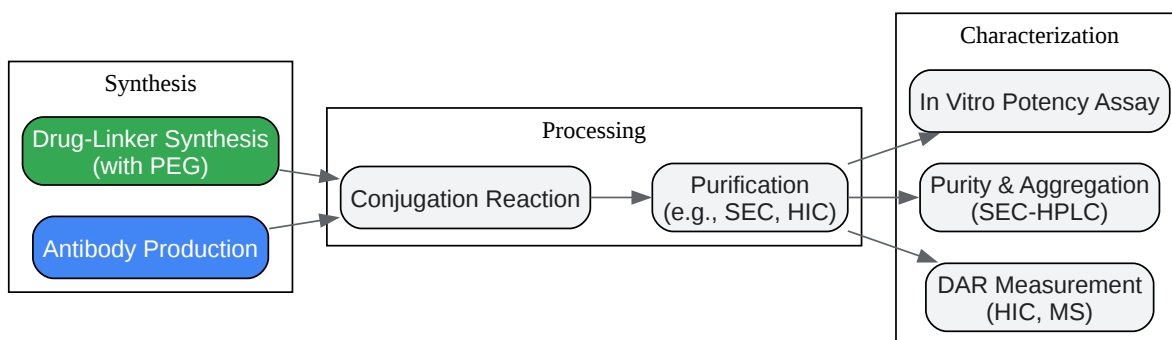 Synthesis
Drug-Linker Synthesis
(with PEG)
Antibody Production
Processing
Conjugation Reaction
Purification
(e.g., SEC, HIC)
Characterization
In Vitro Potency Assay
Purity & Aggregation
(SEC-HPLC)
DAR Measurement
(HIC, MS)